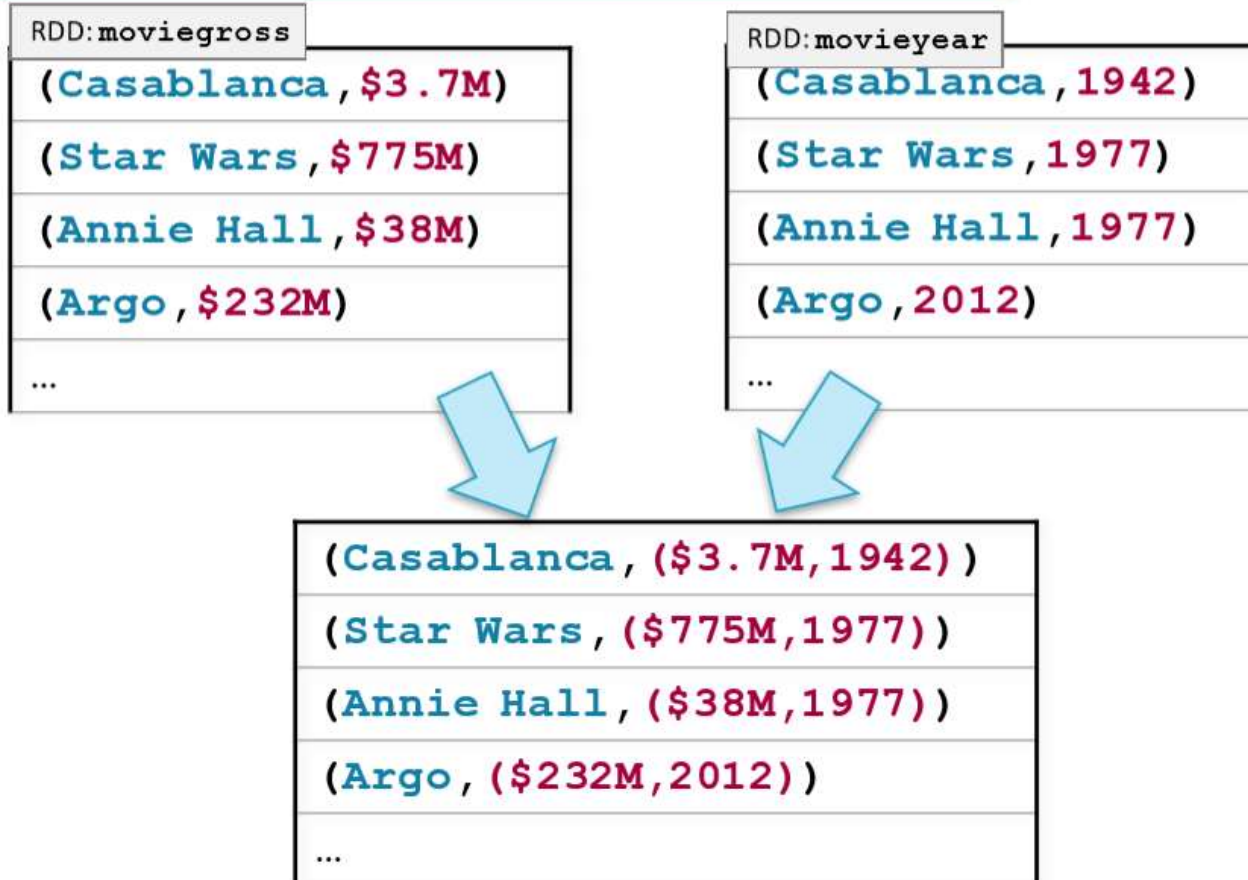 RDD: moviegross
(Casablanca,$3.7M)
(Star Wars,$775M)
(Annie Hall,$38M)
(Argo,$232M)
...
RDD: movieyear
(Casablanca,1942)
(Star Wars,1977)
(Annie Hall,1977)
(Argo,2012)
...
(Casablanca,($3.7M,1942))
(Star Wars,($775M,1977))
(Annie Hall,($38M,1977))
(Argo,($232M,2012))
...